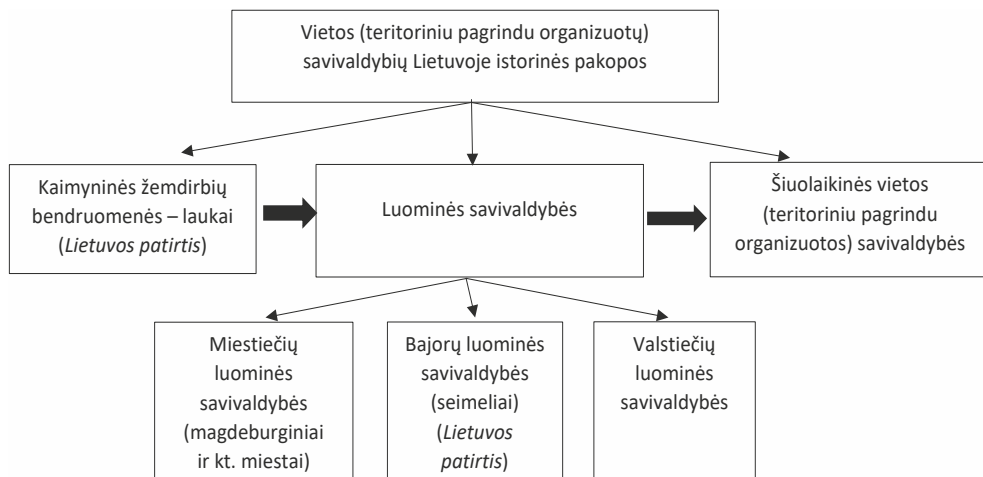 Vietos (teritoriniu pagrindu organizuotų)
savivaldybių Lietuvoje istorinės pakopos
Kaimyninės žemdirbių
bendruomenės – laukai
(Lietuvos patirtis)
Luominės savivaldybės
Šiuolaikinės vietos
(teritoriniu pagrindu
organizuotos) savivaldybės
Miestiečių
luominės
savivaldybės
(magdeburginiai
ir kt. miestai)
Bajorų luominės
savivaldybės
(seimeliai)
(Lietuvos
patirtis)
Valstiečių
luominės
savivaldybės